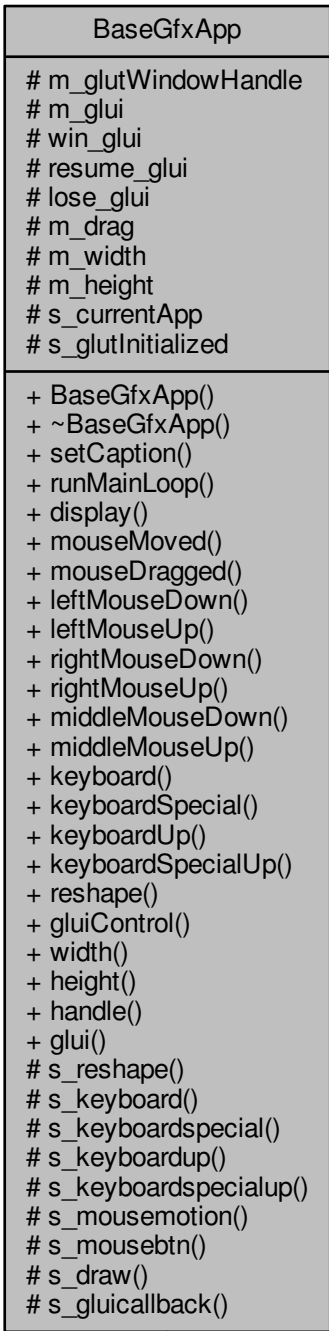 BaseGfxApp
# m_glutWindowHandle
# m_glui
# win_glui
# resume_glui
# lose_glui
# m_drag
# m_width
# m_height
# s_currentApp
# s_glutInitialized
+ BaseGfxApp()
+ ~BaseGfxApp()
+ setCaption()
+ runMainLoop()
+ display()
+ mouseMoved()
+ mouseDragged()
+ leftMouseDown()
+ leftMouseUp()
+ rightMouseDown()
+ rightMouseUp()
+ middleMouseDown()
+ middleMouseUp()
+ keyboard()
+ keyboardSpecial()
+ keyboardUp()
+ keyboardSpecialUp()
+ reshape()
+ gluiControl()
+ width()
+ height()
+ handle()
+ glui()
# s_reshape()
# s_keyboard()
# s_keyboardspecial()
# s_keyboardup()
# s_keyboardspecialup()
# s_mousemotion()
# s_mousebtn()
# s_draw()
# s_gluicallback()